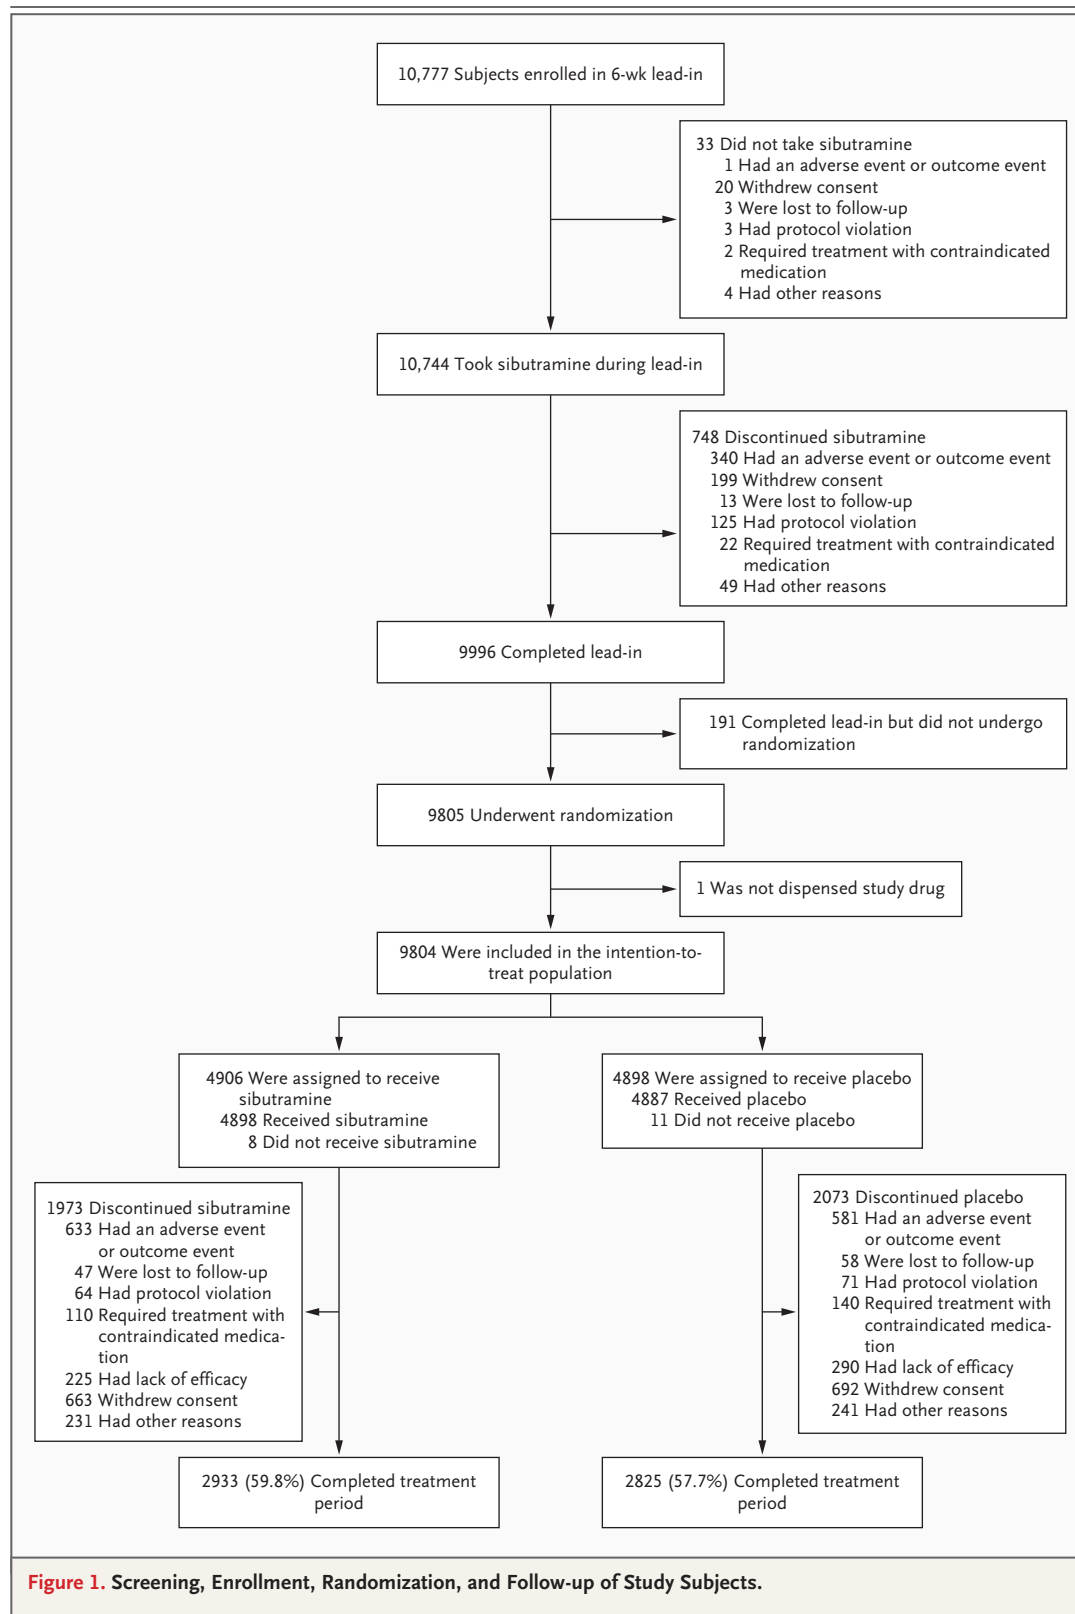 10,777 Subjects enrolled in 6-wk lead-in
33 Did not take sibutramine
1 Had an adverse event or outcome event
20 Withdrew consent
3 Were lost to follow-up
3 Had protocol violation
2 Required treatment with contraindicated
medication
4 Had other reasons
10,744 Took sibutramine during lead-in
748 Discontinued sibutramine
340 Had an adverse event or outcome event
199 Withdrew consent
13 Were lost to follow-up
125 Had protocol violation
22 Required treatment with contraindicated
medication
49 Had other reasons
9996 Completed lead-in
191 Completed lead-in but did not undergo
randomization
9805 Underwent randomization
1 Was not dispensed study drug
9804 Were included in the intention-to-
treat population
4906 Were assigned to receive
sibutramine
4898 Received sibutramine
8 Did not receive sibutramine
4898 Were assigned to receive placebo
4887 Received placebo
11 Did not receive placebo
1973 Discontinued sibutramine
633 Had an adverse event
or outcome event
47 Were lost to follow-up
64 Had protocol violation
110 Required treatment with
contraindicated medica-
tion
225 Had lack of efficacy
663 Withdrew consent
231 Had other reasons
2073 Discontinued placebo
581 Had an adverse event
or outcome event
58 Were lost to follow-up
71 Had protocol violation
140 Required treatment with
contraindicated medica-
tion
290 Had lack of efficacy
692 Withdrew consent
241 Had other reasons
2933 (59.8%) Completed treatment
period
2825 (57.7%) Completed treatment
period
Figure 1. Screening, Enrollment, Randomization, and Follow-up of Study Subjects.